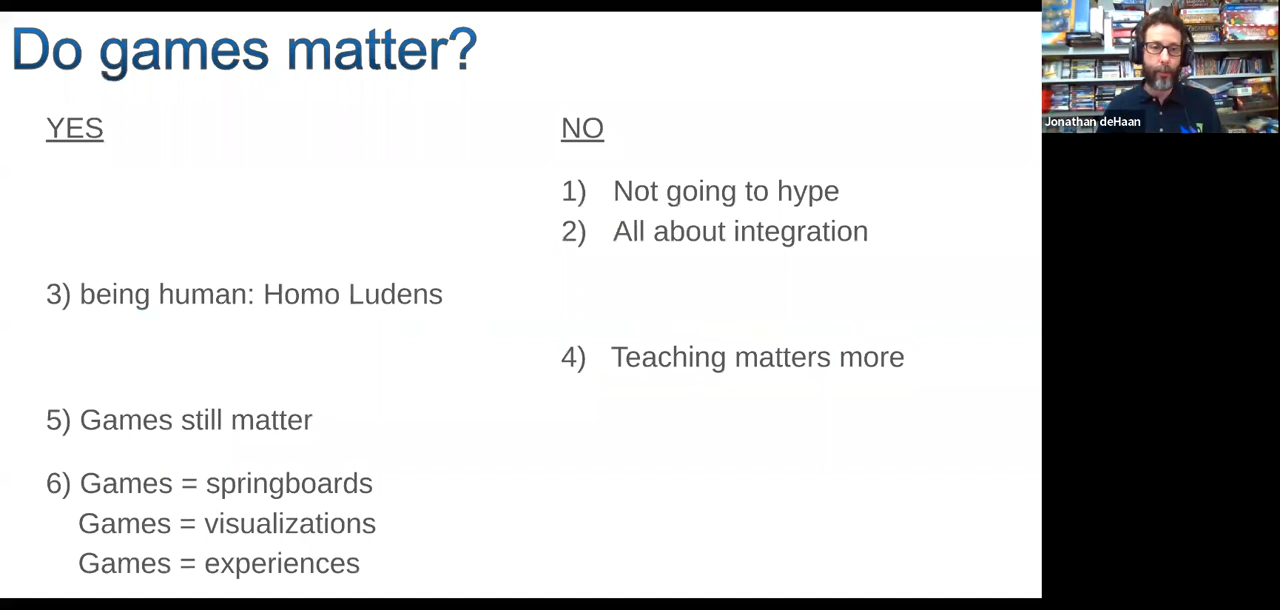 Do games matter?
YES
NO
1) Not going to hype
2) All about integration
3) being human: Homo Ludens
4) Teaching matters more
5) Games still matter
6) Games = springboards
Games = visualizations
Games = experiences
Jonathan deHaan